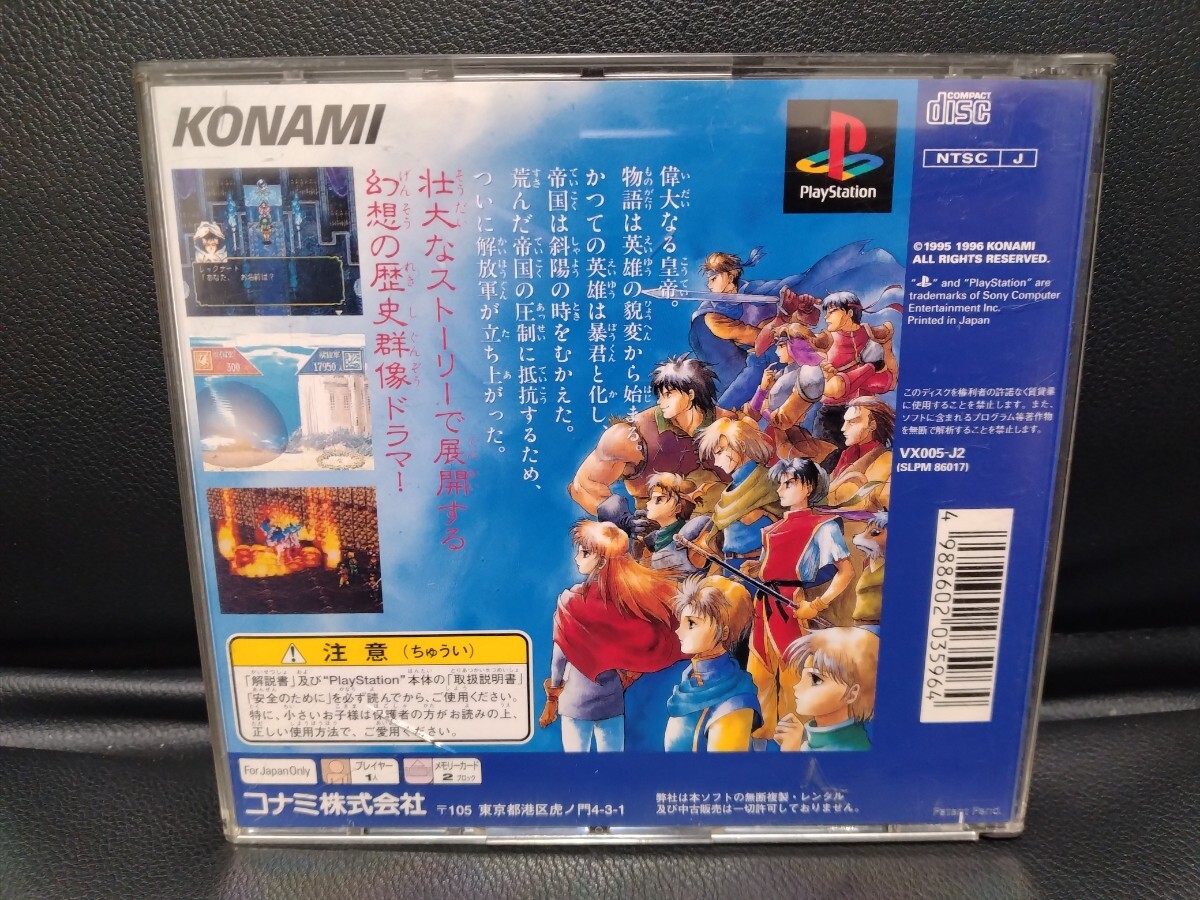 KONAMI
偉大なる皇帝。
物語は英雄の貌変から始まる。
かつての英雄は暴君と化し、
帝国は斜陽の時をむかえた。
荒んだ帝国の圧制に抵抗するため、
ついに解放軍が立ち上がった。
壮大なストーリーで展開する
幻想の歴史群像ドラマ!
レックナート
300
17950
PlayStation
COMPACT
disc
NTSC J
©1995 1996 KONAMI
ALL RIGHTS RESERVED.
" " and "PlayStation" are
trademarks of Sony Computer
Entertainment Inc.
Printed in Japan
このディスクを権利者の許諾なく賃貸業
に使用することを禁止します。また、
ソフトに含まれるプログラム等著作物
を無断で解析することを禁止します。
VX005-J2
(SLPM 86017)
4 988602 035964
注意(ちゅうい)
「解説書」及び"PlayStation"本体の「取扱説明書」
「安全のために」を必ず読んでから、ご使用ください。
特に、小さいお子様は保護者の方がお読みの上、
正しい使用方法で、ご愛用ください。
For Japan Only
プレイヤー
1人
メモリーカード
2 ブロック
コナミ株式会社 〒105 東京都港区虎ノ門4-3-1
弊社は本ソフトの無断複製・レンタル
及び中古販売は一切許可しておりません。
Patent Pend.